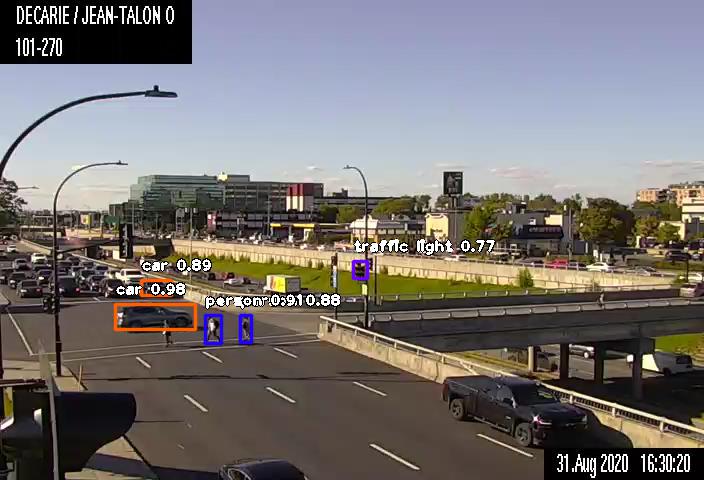 DECARIE / JEAN-TALON O
101-270
traffic light 0.77
car 0.89
car 0.98
person 0.91 0.88
31.Aug 2020 16:30:20